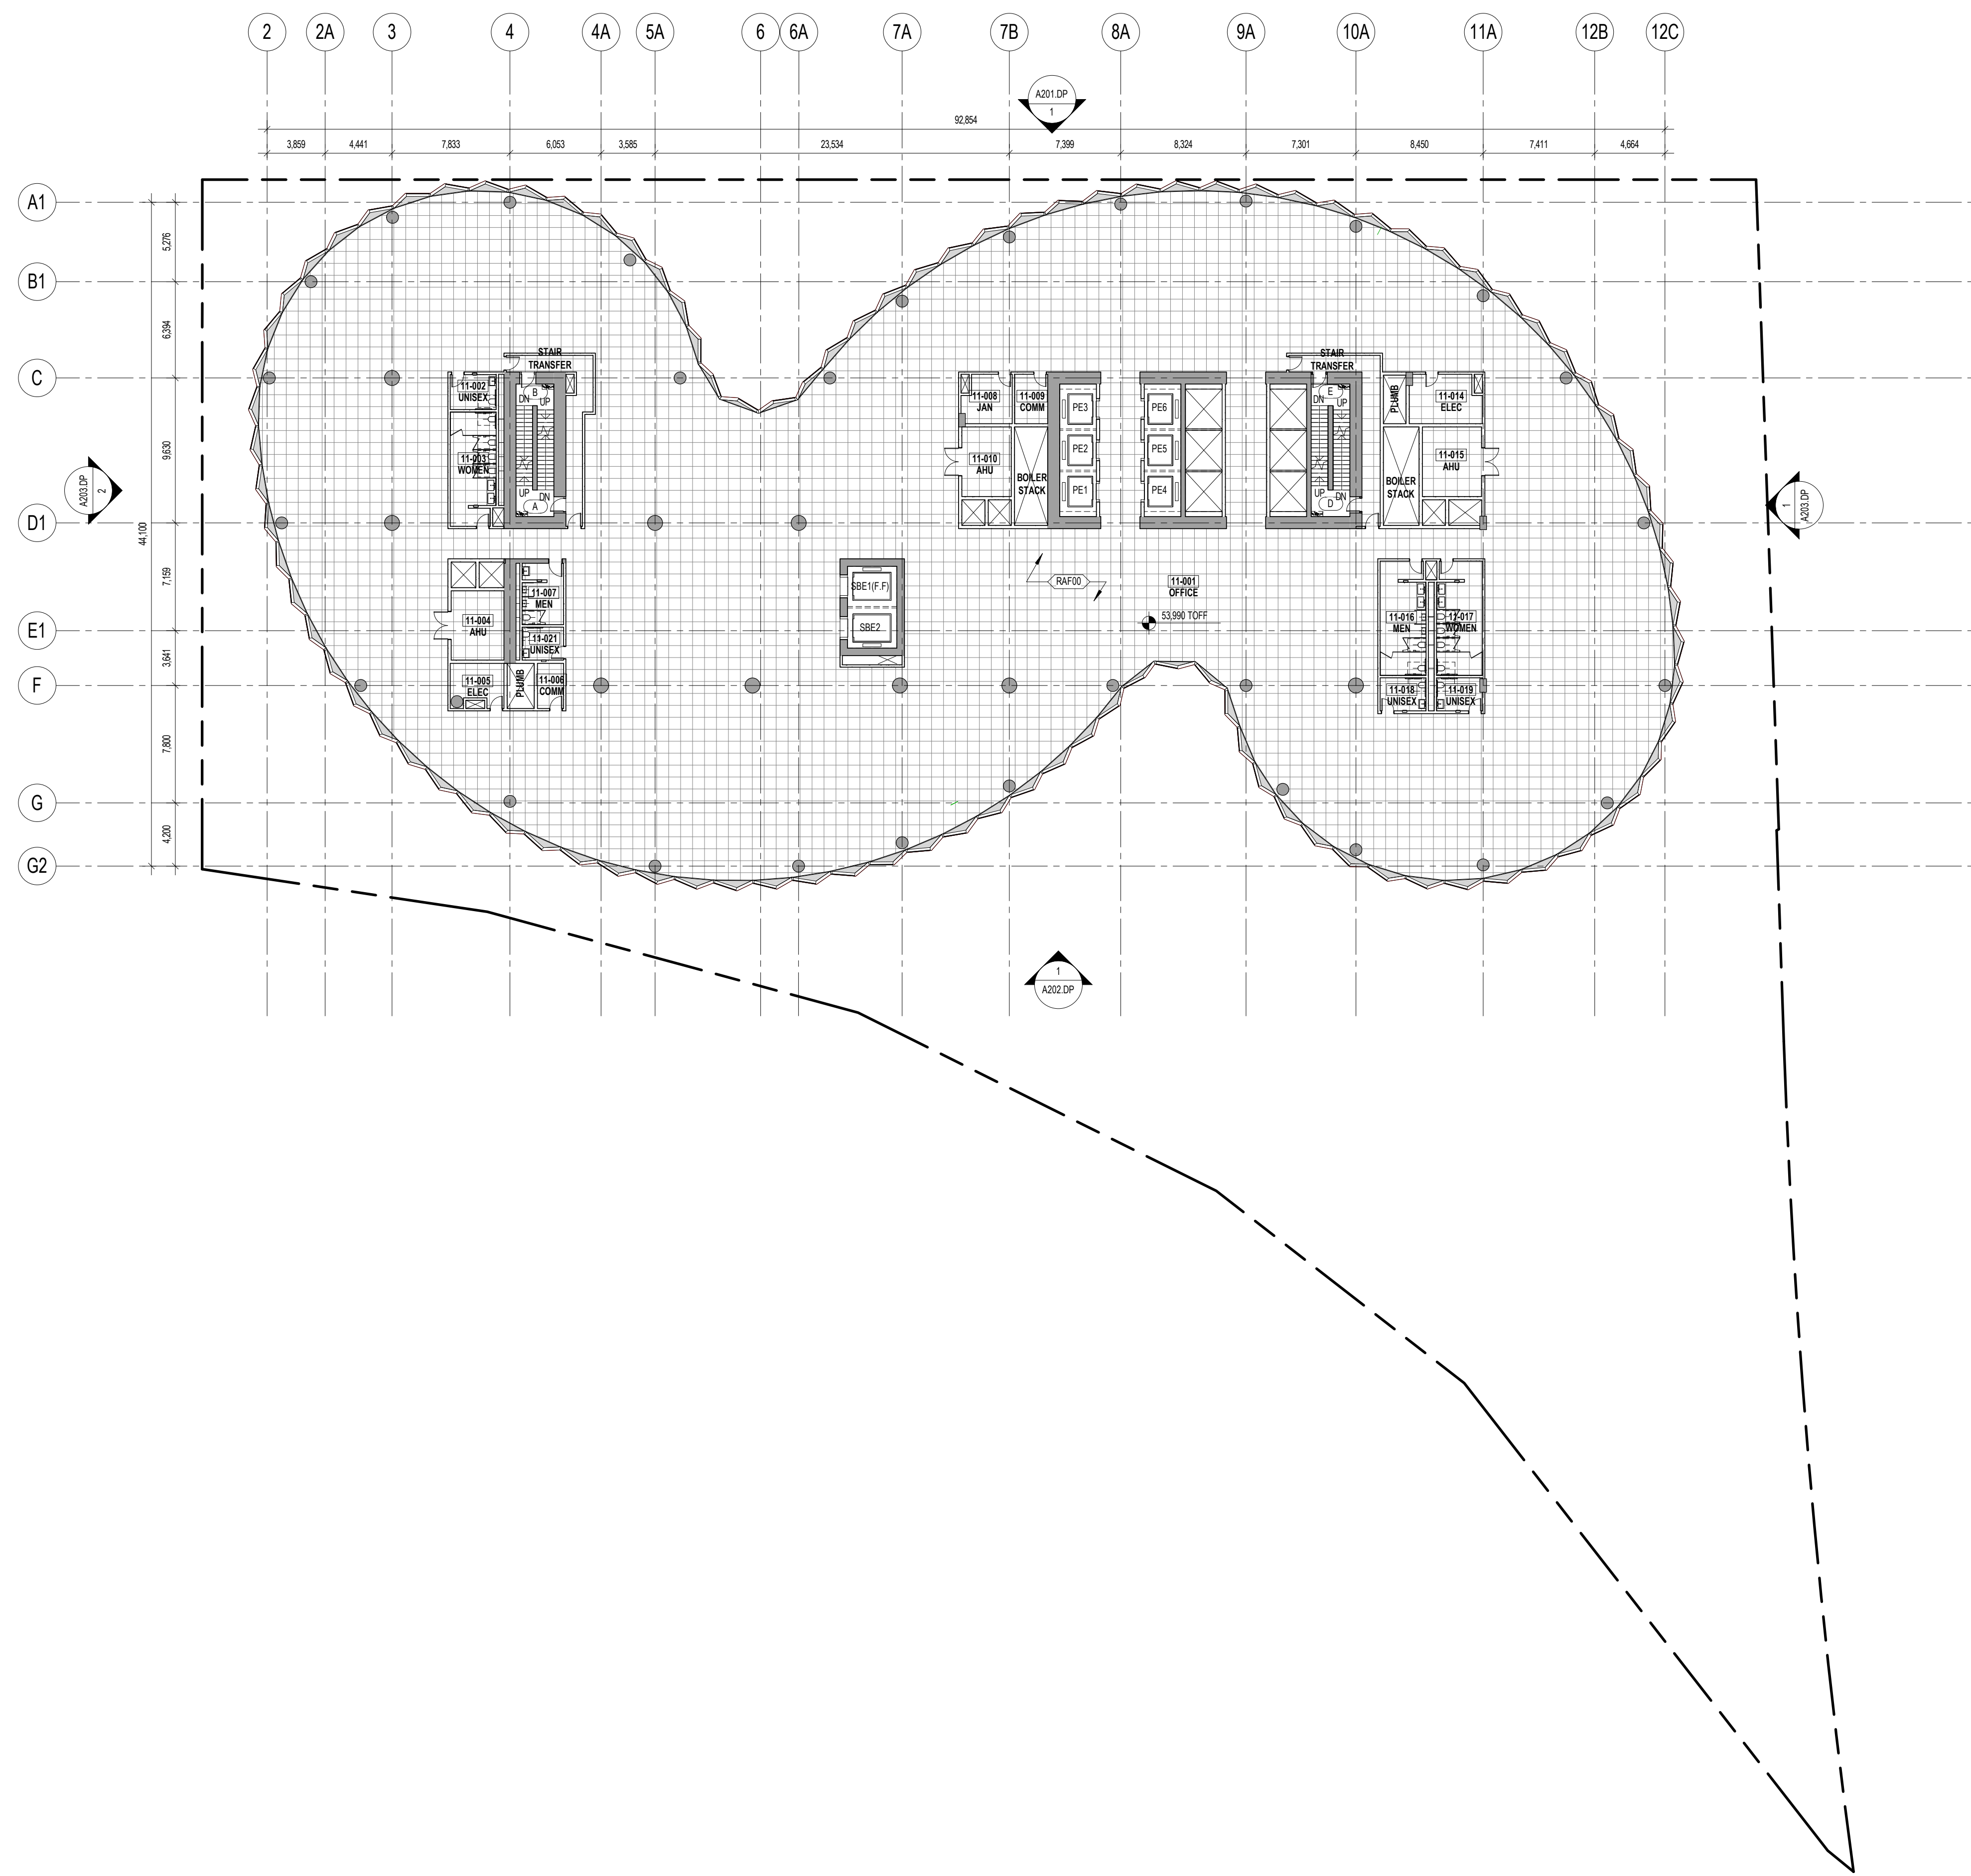 2 2A 3 4 4A 5A 6 6A 7A 7B 8A 9A 10A 11A 12B 12C
A201.DP
1
92,854
3,859 4,441 7,833 6,053 3,585 23,534 7,399 8,324 7,301 8,450 7,411 4,664
A1
5,276
B1
6,394
C
9,630
D1
7,159
E1
3,641
F
7,800
G
4,200
G2
44,100
A203.DP
2
1
A203.DP
STAIR
TRANSFER
11-002
UNISEX
B
DN
UP
11-003
WOMEN
UP
DN
A
11-008
JAN
11-009
COMM
PE3
PE6
11-010
AHU
PE2
PE5
BOILER
STACK
PE1
PE4
STAIR
TRANSFER
E
DN
UP
PLUMB
11-014
ELEC
11-015
AHU
BOILER
STACK
UP
DN
D
11-007
MEN
11-004
AHU
11-021
UNISEX
11-005
ELEC
PLUMB
11-006
COMM
SBE1(F.F)
SBE2
RAF00
11-001
OFFICE
53,990 TOFF
11-016
MEN
11-017
WOMEN
11-018
UNISEX
11-019
UNISEX
1
A202.DP